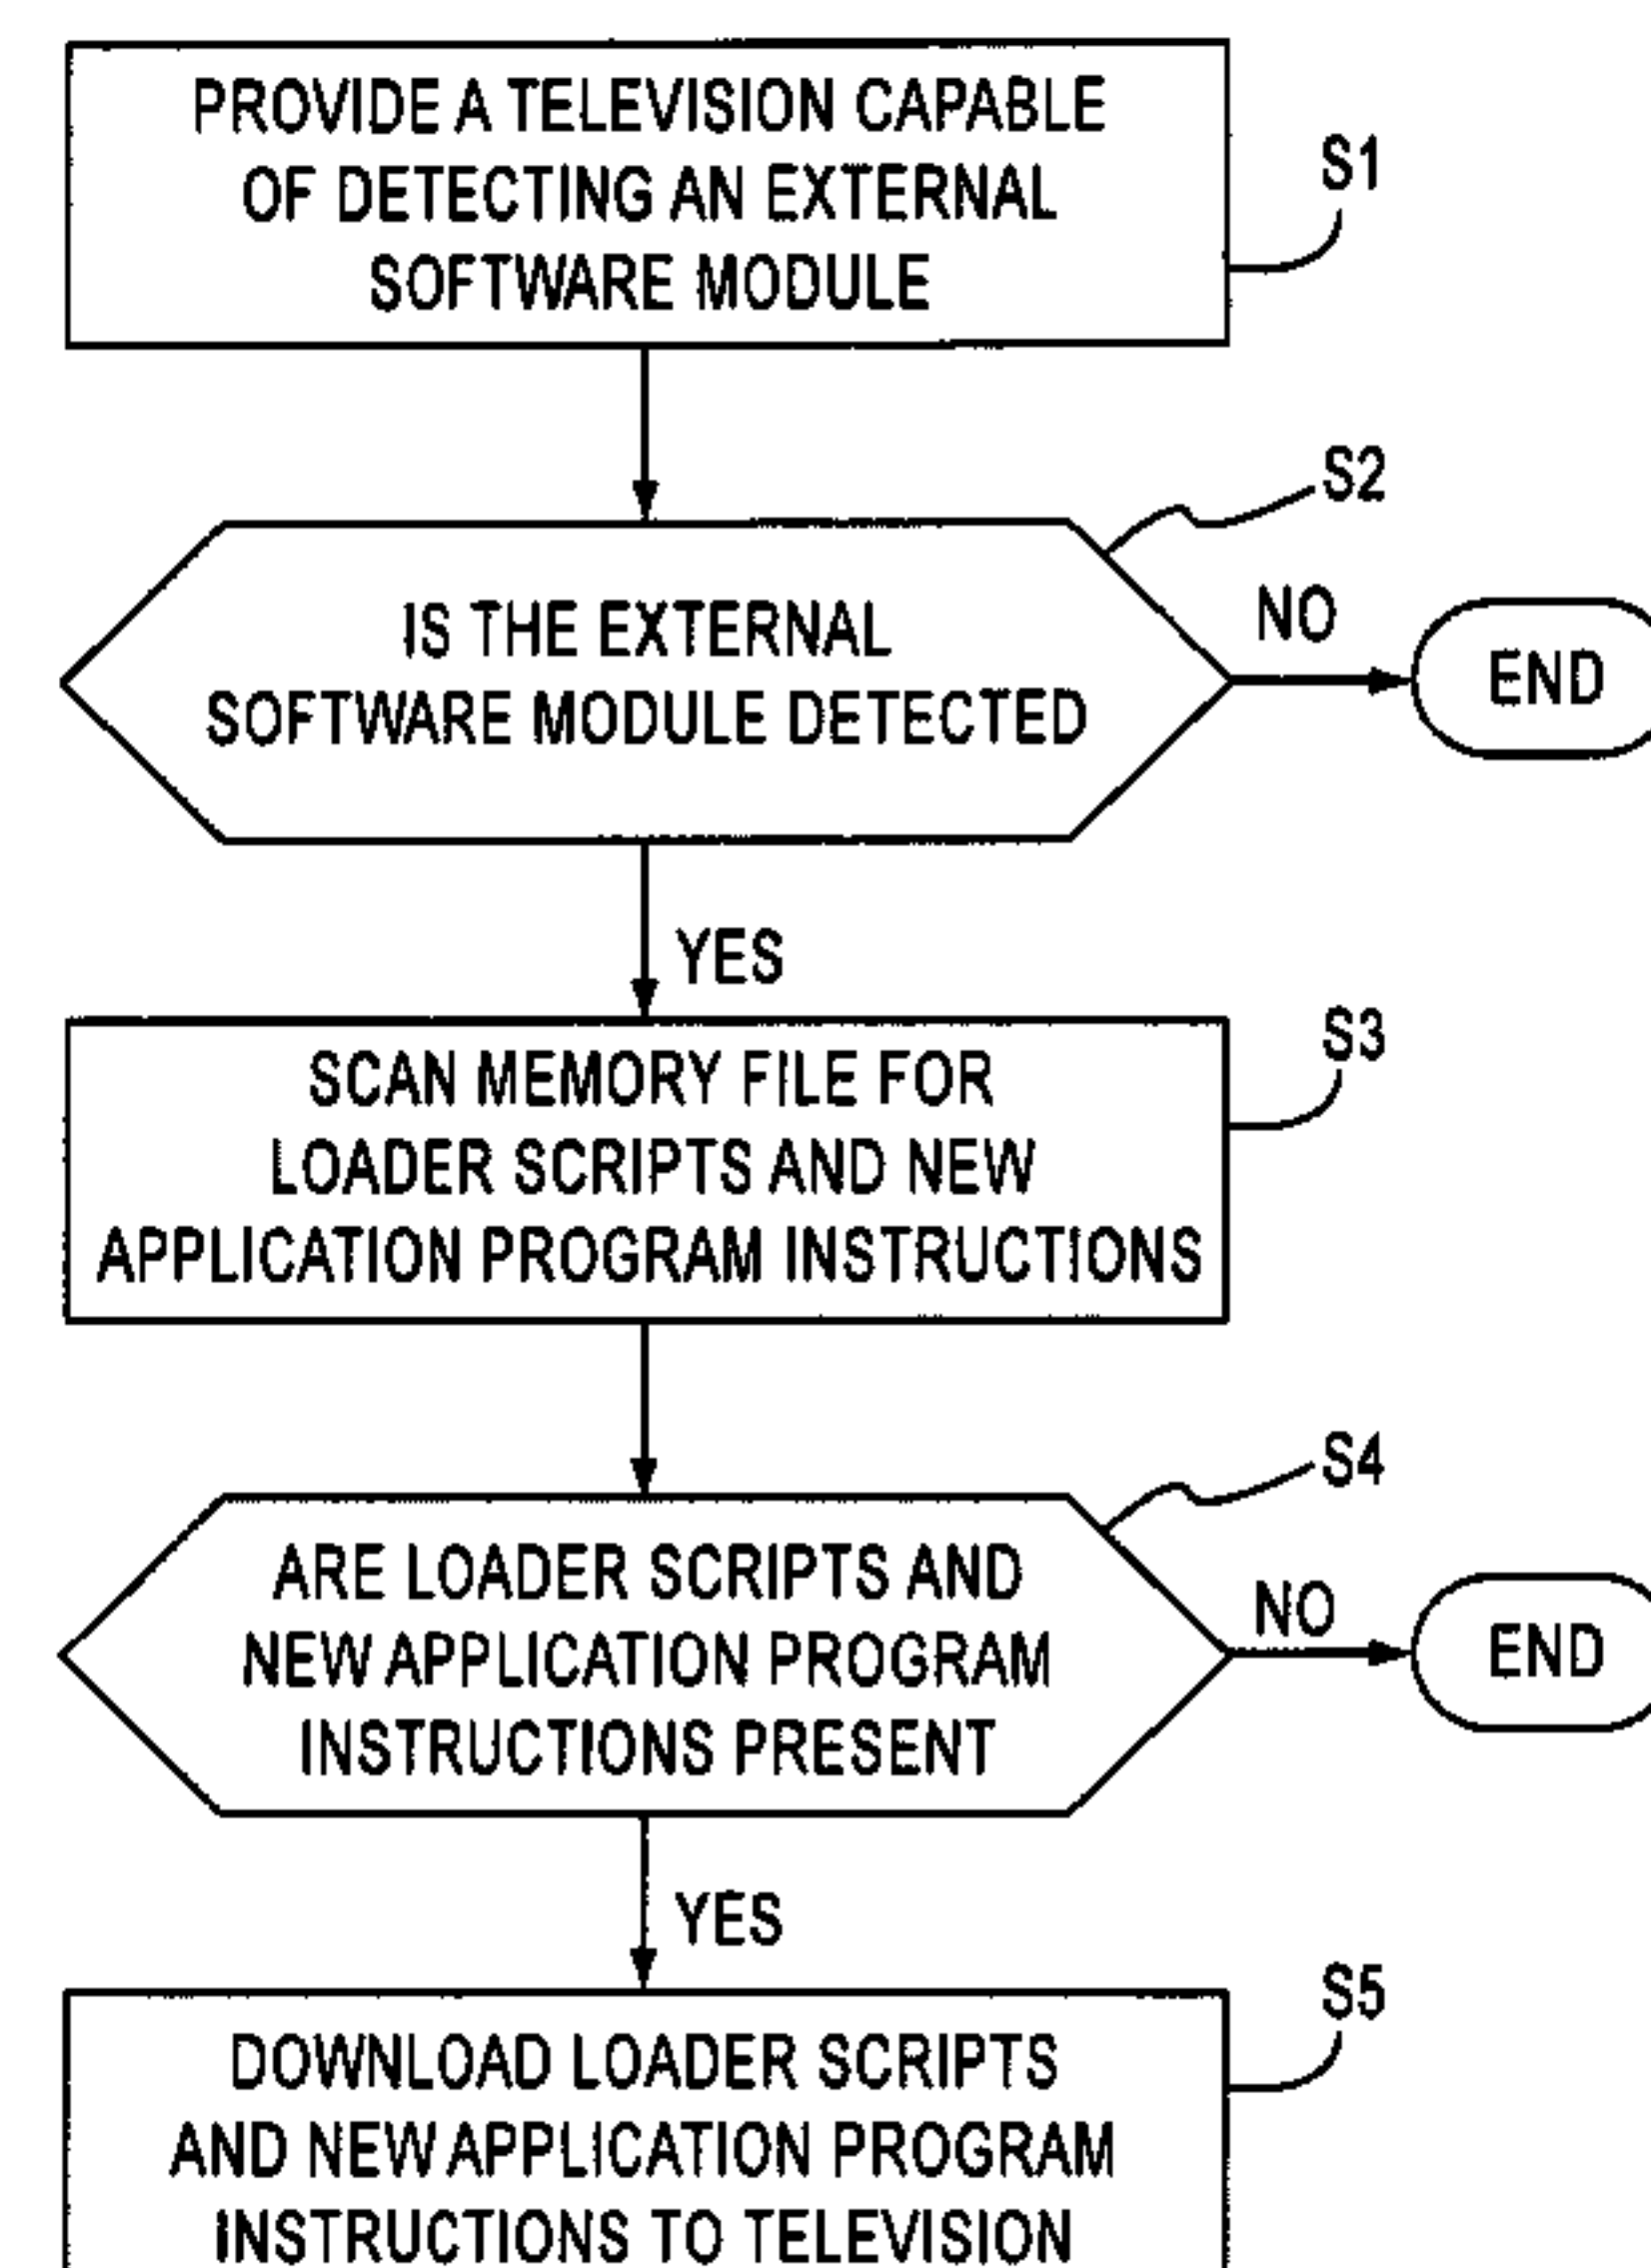 PROVIDE A TELEVISION CAPABLE
OF DETECTING AN EXTERNAL
SOFTWARE MODULE
S1
S2
IS THE EXTERNAL
SOFTWARE MODULE DETECTED
NO
END
YES
S3
SCAN MEMORY FILE FOR
LOADER SCRIPTS AND NEW
APPLICATION PROGRAM INSTRUCTIONS
S4
ARE LOADER SCRIPTS AND
NEW APPLICATION PROGRAM
INSTRUCTIONS PRESENT
NO
END
YES
S5
DOWNLOAD LOADER SCRIPTS
AND NEW APPLICATION PROGRAM
INSTRUCTIONS TO TELEVISION